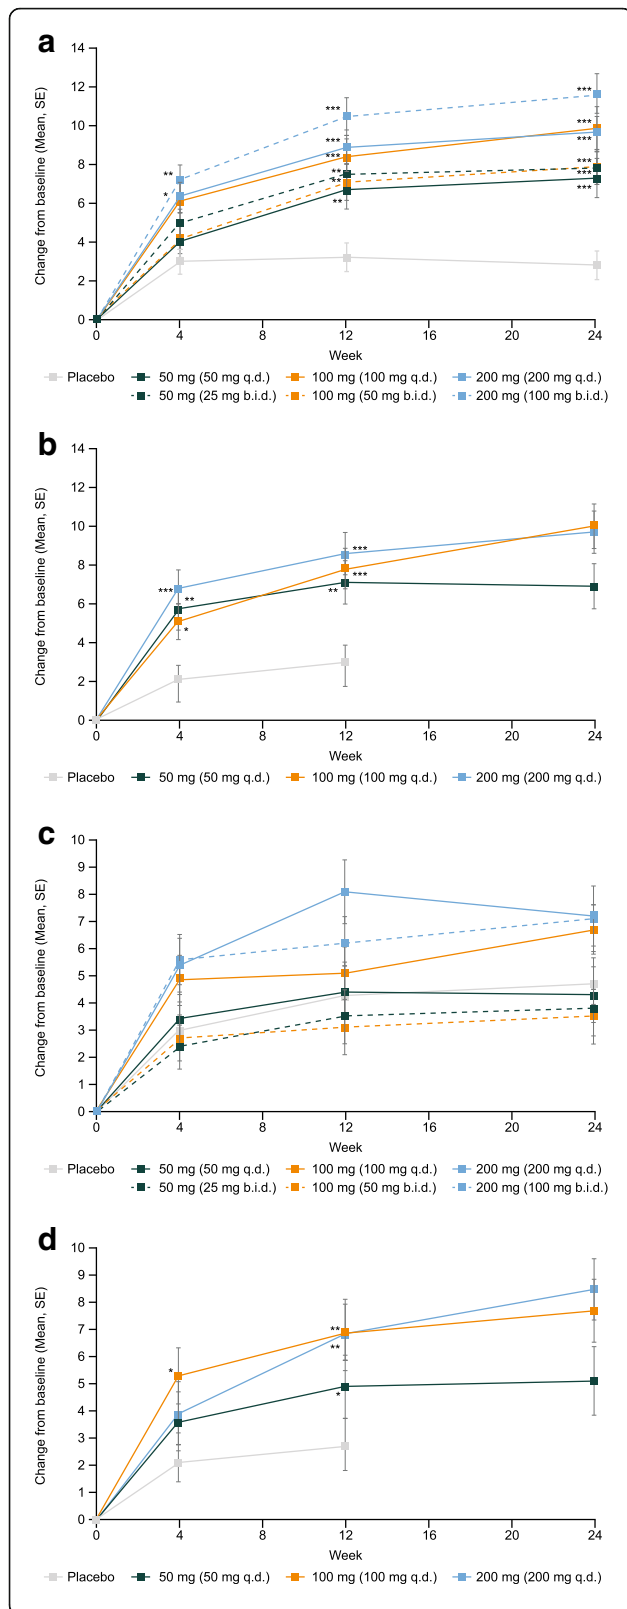 a
14
12
10
8
6
4
2
0
Change from baseline (Mean, SE)
** *** ***
* *** *** ***
*** ** ** ** *** *** ***
0 4 8 12 16 20 24
Week
Placebo 50 mg (50 mg q.d.) 100 mg (100 mg q.d.) 200 mg (200 mg q.d.)
50 mg (25 mg b.i.d.) 100 mg (50 mg b.i.d.) 200 mg (100 mg b.i.d.)
b
14
12
10
8
6
4
2
0
Change from baseline (Mean, SE)
*** ** * *** *** **
0 4 8 12 16 20 24
Week
Placebo 50 mg (50 mg q.d.) 100 mg (100 mg q.d.) 200 mg (200 mg q.d.)
c
10
9
8
7
6
5
4
3
2
1
0
Change from baseline (Mean, SE)
0 4 8 12 16 20 24
Week
Placebo 50 mg (50 mg q.d.) 100 mg (100 mg q.d.) 200 mg (200 mg q.d.)
50 mg (25 mg b.i.d.) 100 mg (50 mg b.i.d.) 200 mg (100 mg b.i.d.)
d
10
9
8
7
6
5
4
3
2
1
0
Change from baseline (Mean, SE)
* ** ** *
0 4 8 12 16 20 24
Week
Placebo 50 mg (50 mg q.d.) 100 mg (100 mg q.d.) 200 mg (200 mg q.d.)